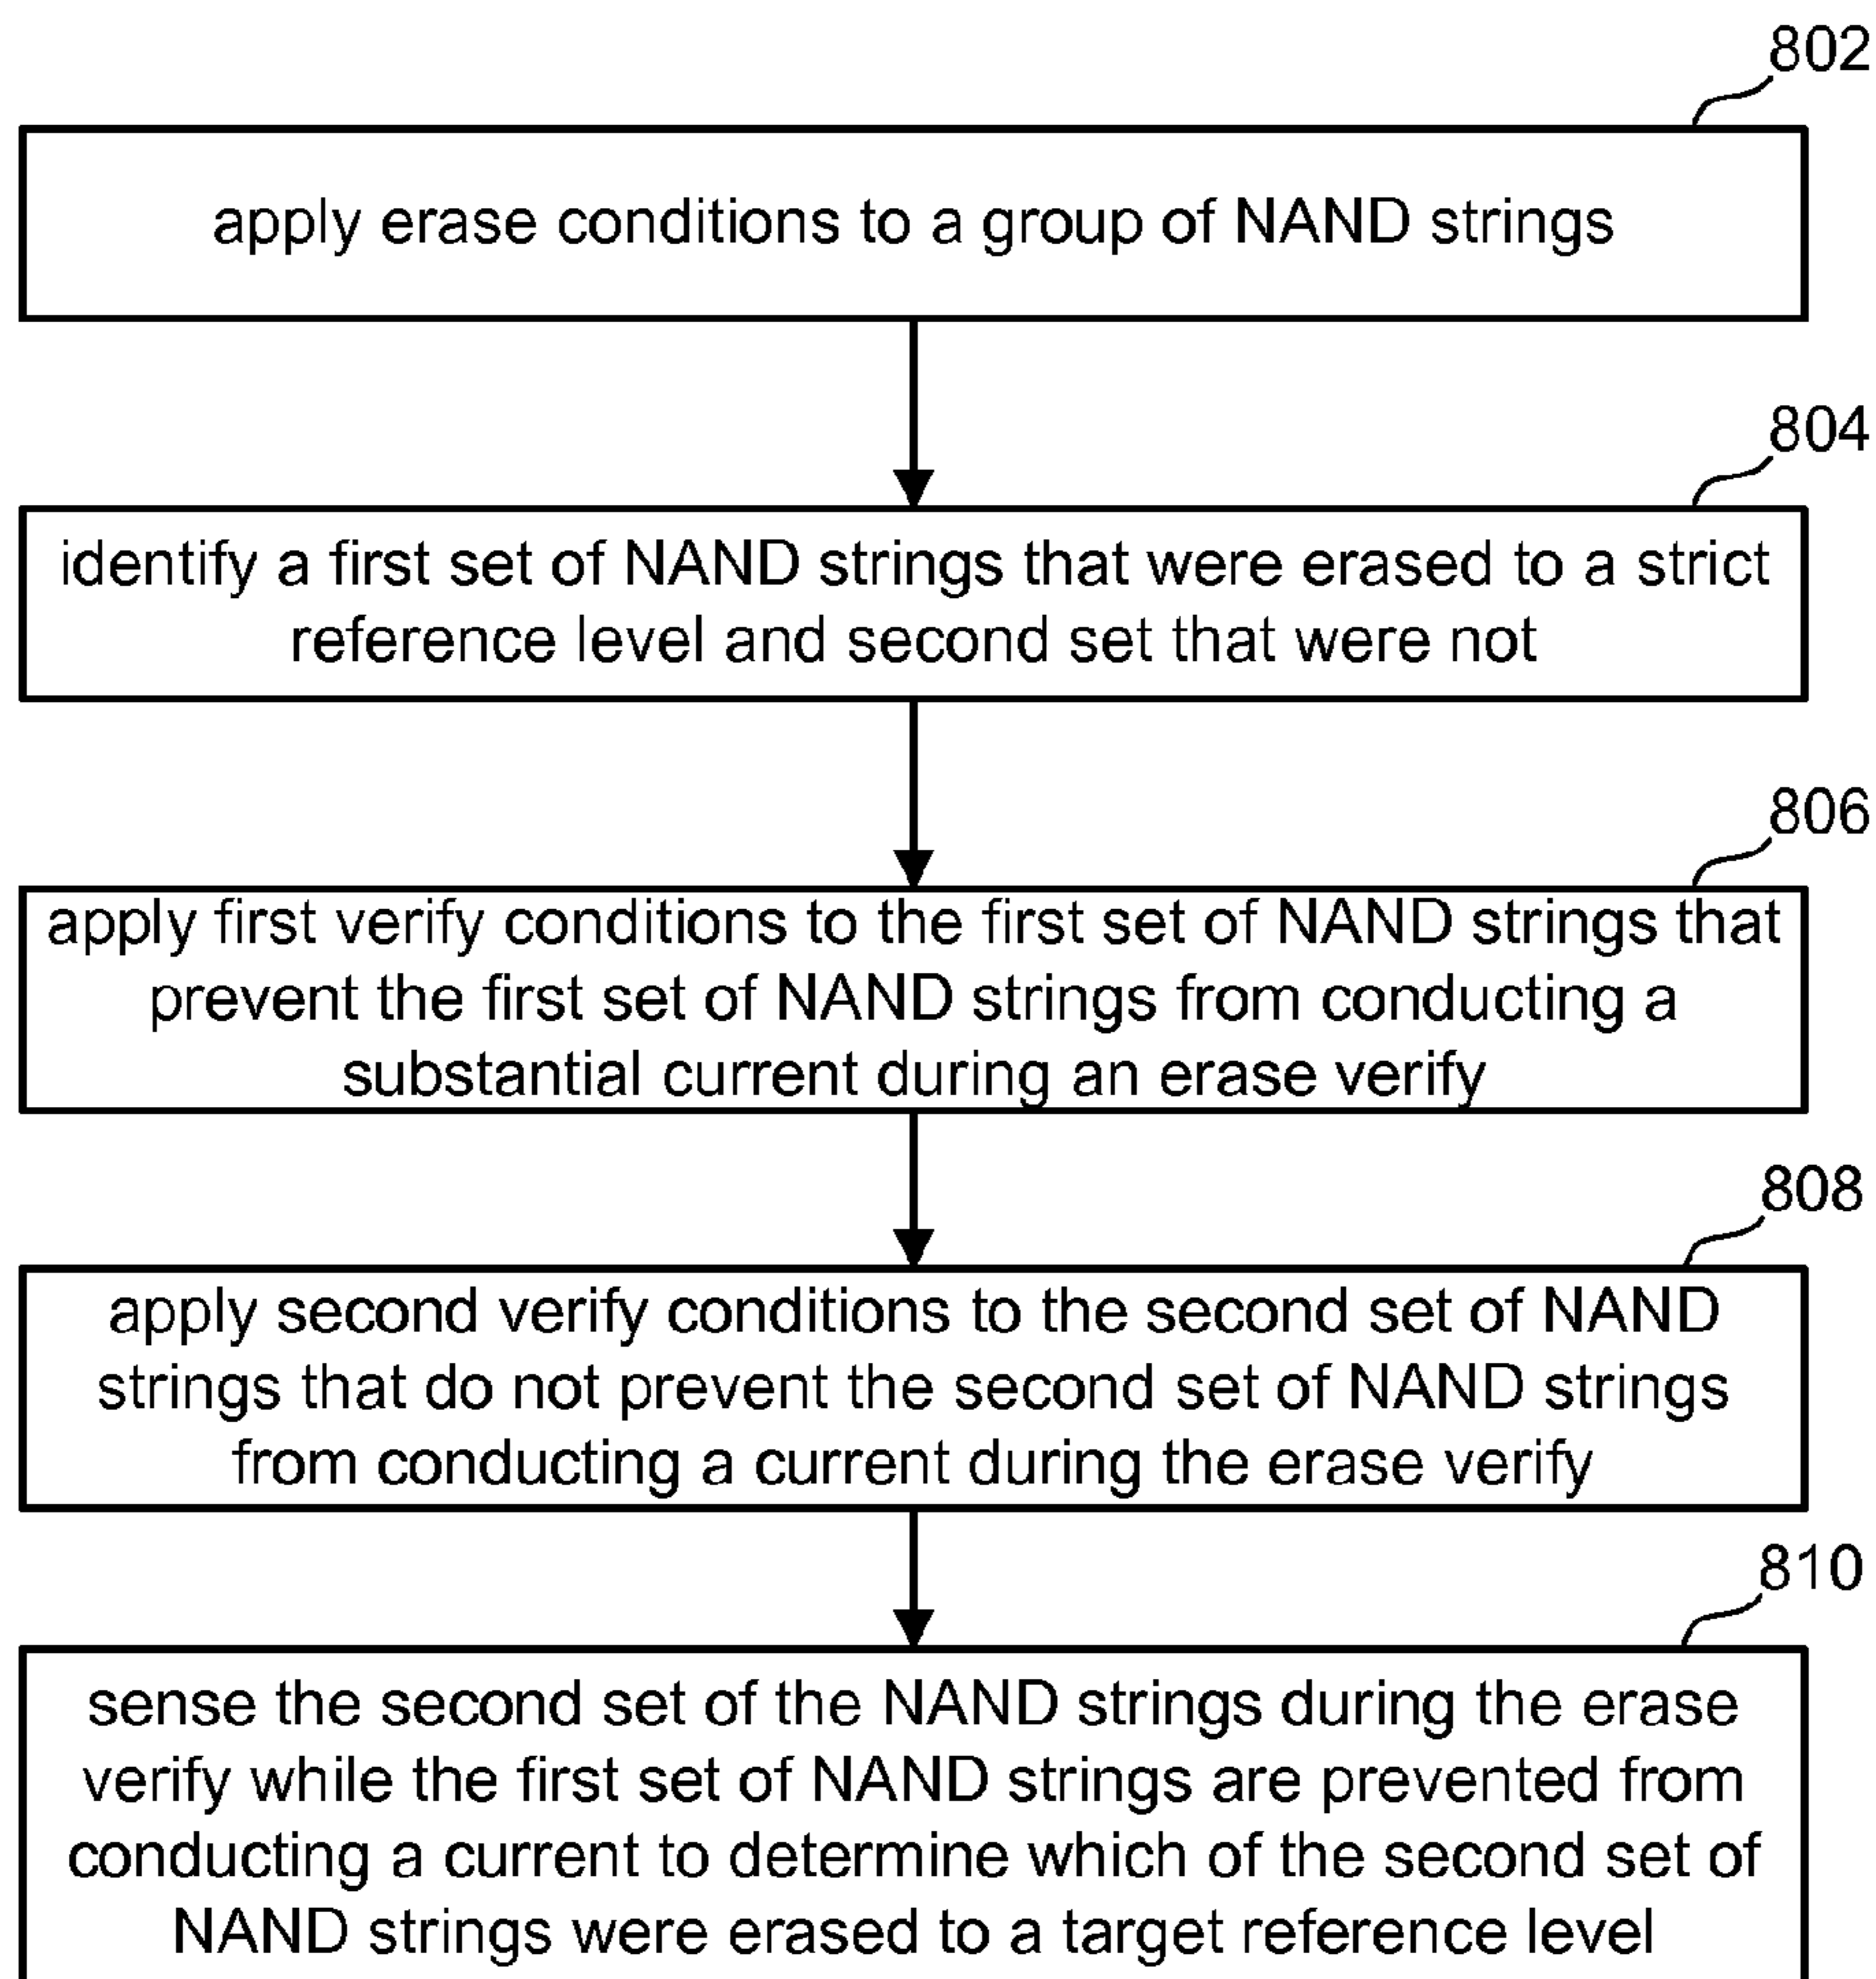 802
apply erase conditions to a group of NAND strings
804
identify a first set of NAND strings that were erased to a strict
reference level and second set that were not
806
apply first verify conditions to the first set of NAND strings that
prevent the first set of NAND strings from conducting a
substantial current during an erase verify
808
apply second verify conditions to the second set of NAND
strings that do not prevent the second set of NAND strings
from conducting a current during the erase verify
810
sense the second set of the NAND strings during the erase
verify while the first set of NAND strings are prevented from
conducting a current to determine which of the second set of
NAND strings were erased to a target reference level